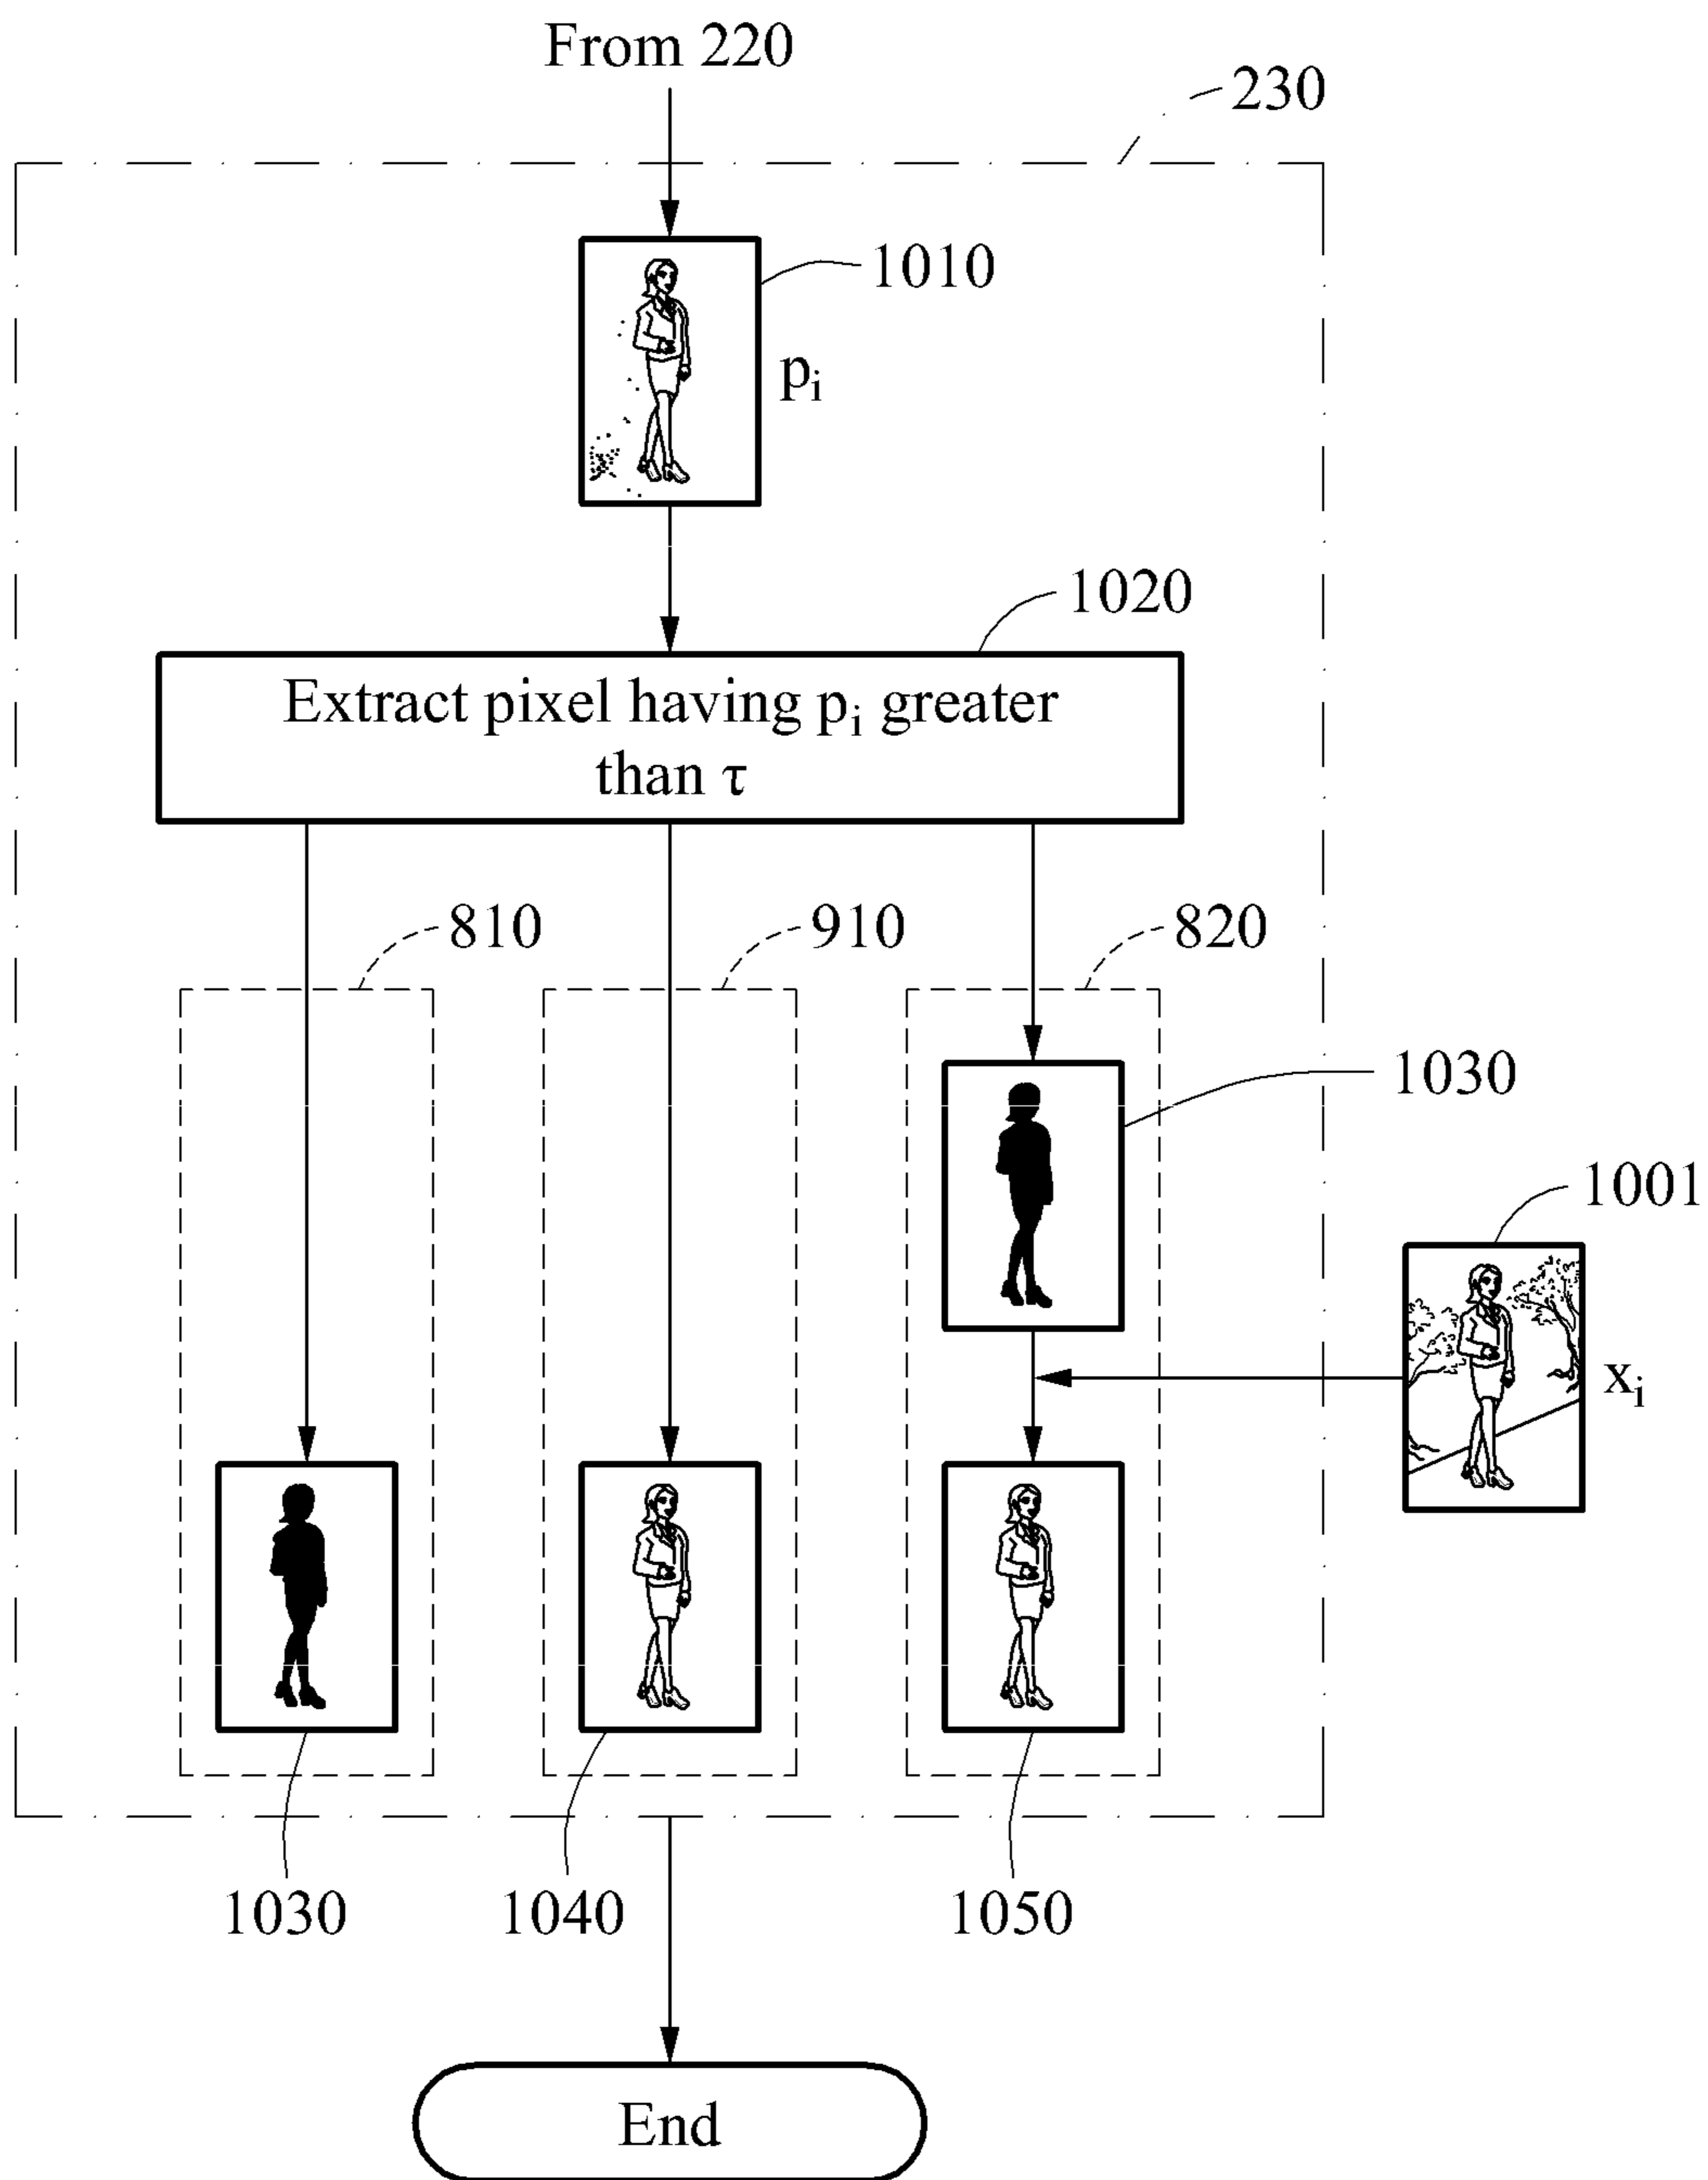 From 220
230
1010
pi
1020
Extract pixel having pi greater
than τ
810
910
820
1030
1001
xi
1030
1040
1050
End